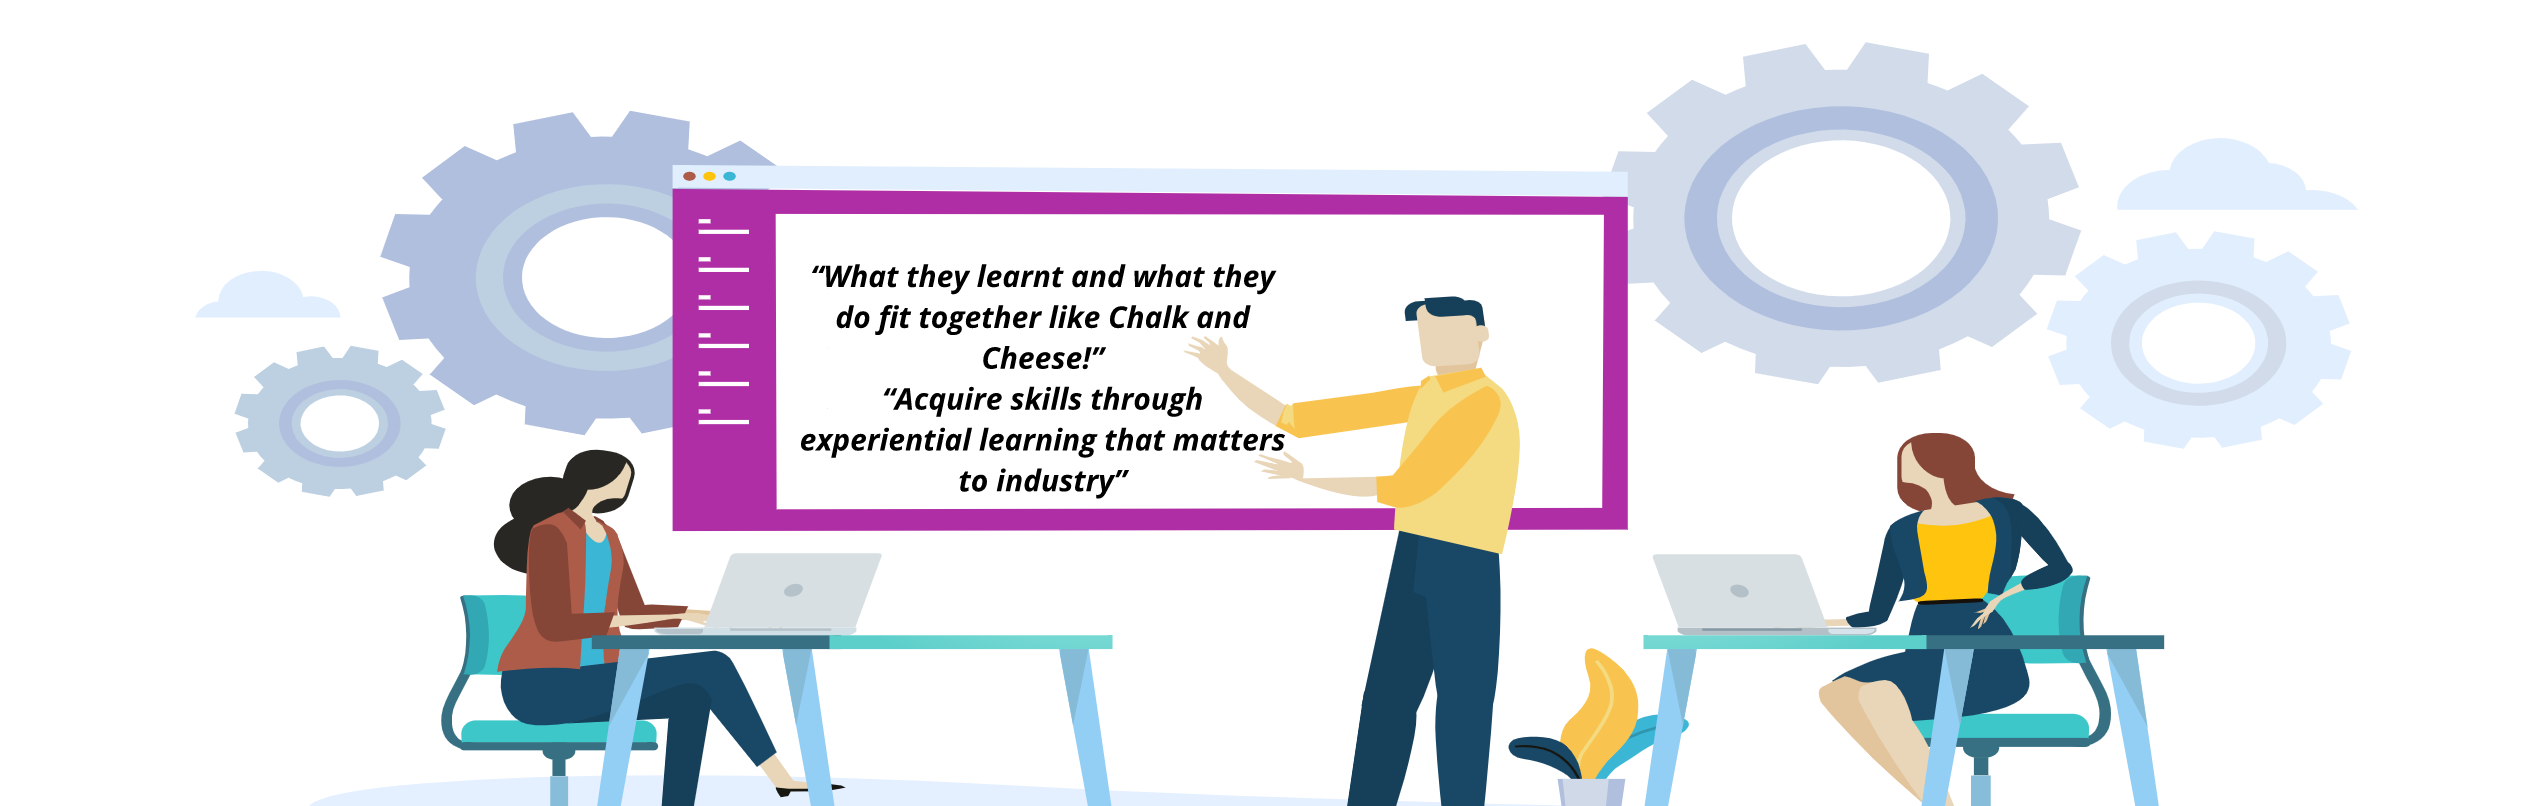 “What they learnt and what they
do fit together like Chalk and
Cheese!”
“Acquire skills through
experiential learning that matters
to industry”